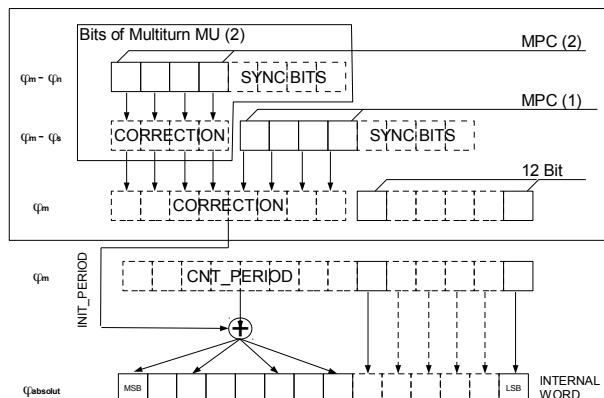 Bits of Multiturn MU (2)
MPC (2)
φm - φn
SYNC BITS
MPC (1)
φm - φs
CORRECTION
SYNC BITS
12 Bit
φm
CORRECTION
INIT_PERIOD
φm
CNT_PERIOD
+
φabsolut
MSB
LSB
INTERNAL
WORD